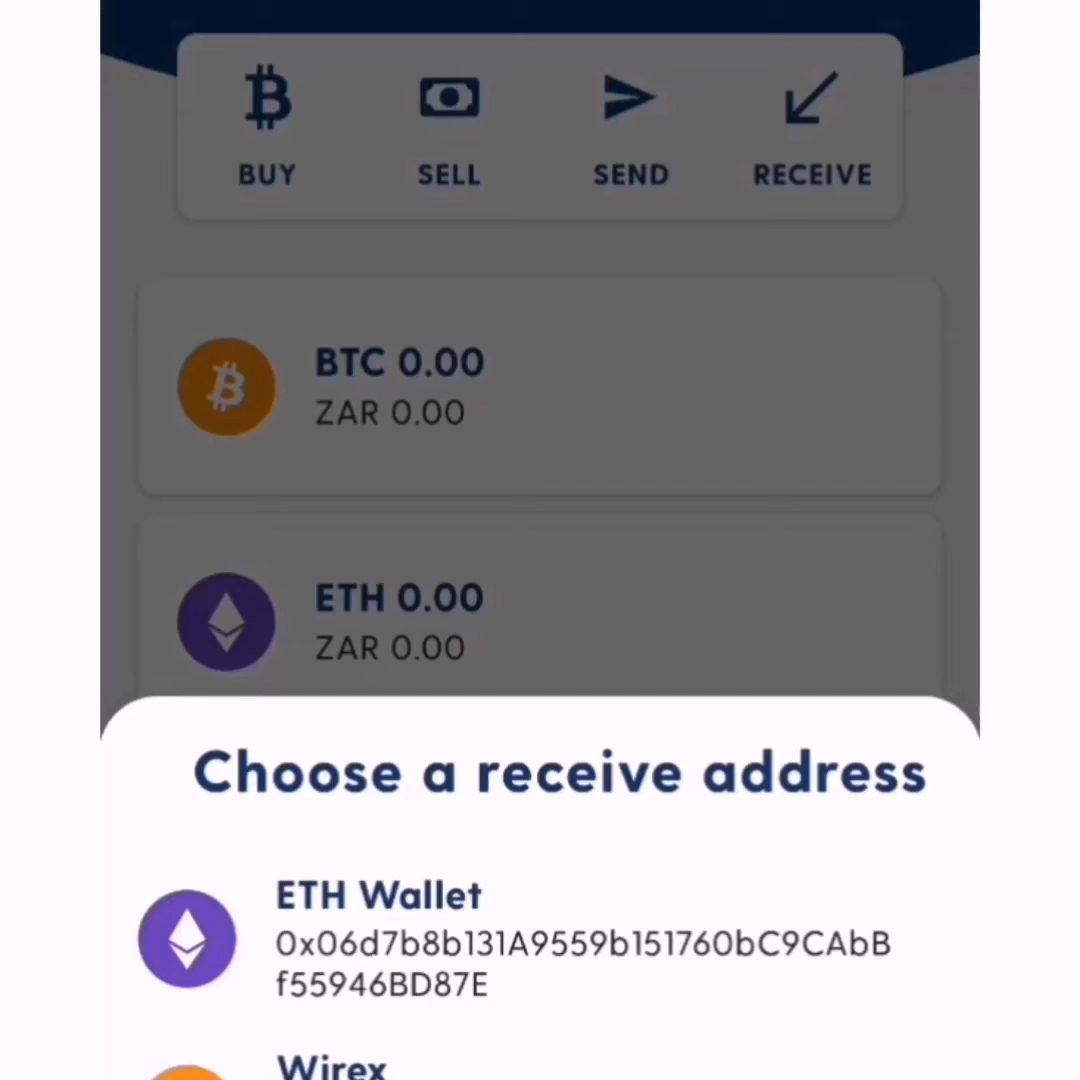 BUY SELL SEND RECEIVE
BTC 0.00
ZAR 0.00
ETH 0.00
ZAR 0.00
Choose a receive address
ETH Wallet
0x06d7b8b131A9559b151760bC9CAbB
f55946BD87E
Wirex